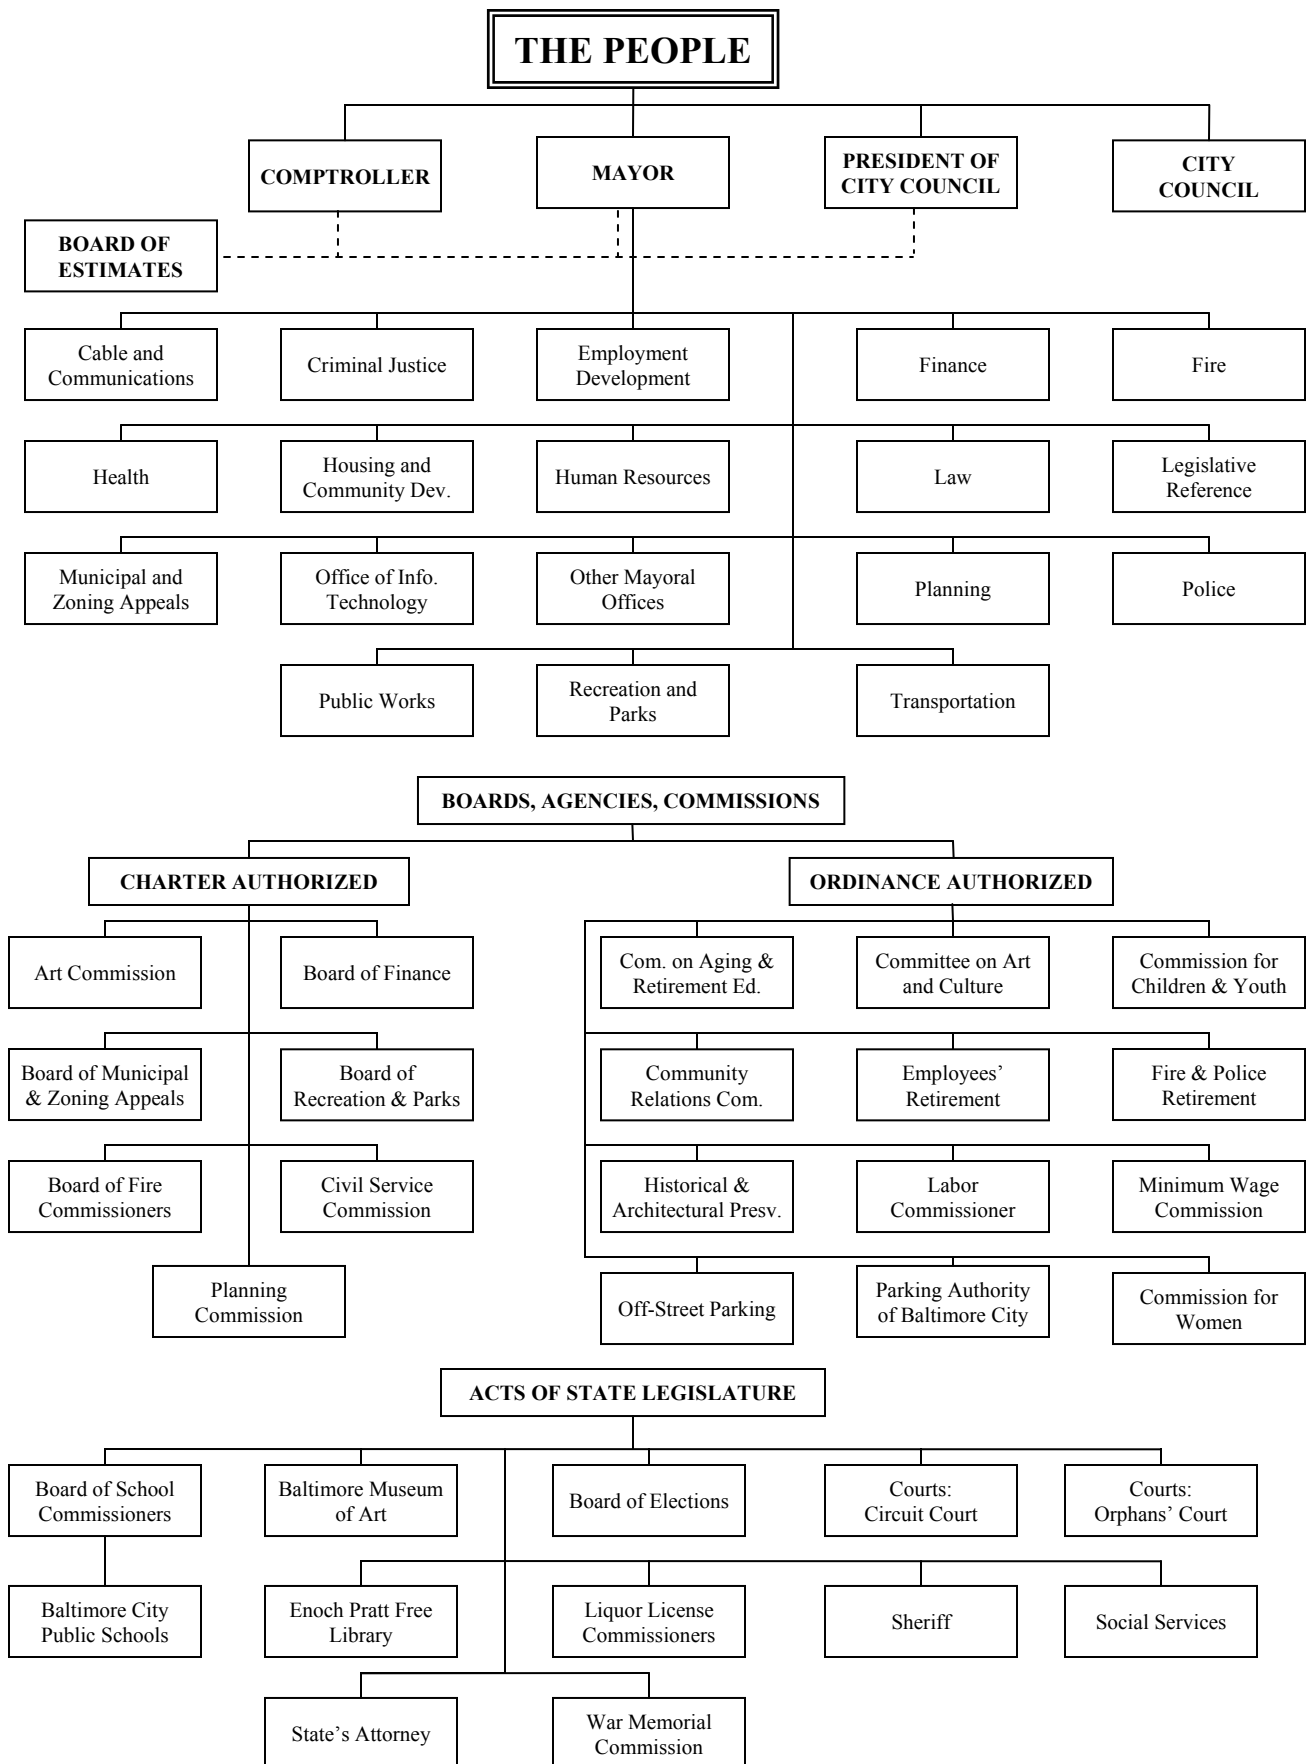 THE PEOPLE
COMPTROLLER
MAYOR
PRESIDENT OF
CITY COUNCIL
CITY
COUNCIL
BOARD OF
ESTIMATES
Cable and
Communications
Criminal Justice
Employment
Development
Finance
Fire
Health
Housing and
Community Dev.
Human Resources
Law
Legislative
Reference
Municipal and
Zoning Appeals
Office of Info.
Technology
Other Mayoral
Offices
Planning
Police
Public Works
Recreation and
Parks
Transportation
BOARDS, AGENCIES, COMMISSIONS
CHARTER AUTHORIZED
Art Commission
Board of Finance
Board of Municipal
& Zoning Appeals
Board of
Recreation & Parks
Board of Fire
Commissioners
Civil Service
Commission
Planning
Commission
ORDINANCE AUTHORIZED
Com. on Aging &
Retirement Ed.
Committee on Art
and Culture
Commission for
Children & Youth
Community
Relations Com.
Employees’
Retirement
Fire & Police
Retirement
Historical &
Architectural Presv.
Labor
Commissioner
Minimum Wage
Commission
Off-Street Parking
Parking Authority
of Baltimore City
Commission for
Women
ACTS OF STATE LEGISLATURE
Board of School
Commissioners
Baltimore Museum
of Art
Board of Elections
Courts:
Circuit Court
Courts:
Orphans’ Court
Baltimore City
Public Schools
Enoch Pratt Free
Library
Liquor License
Commissioners
Sheriff
Social Services
State’s Attorney
War Memorial
Commission